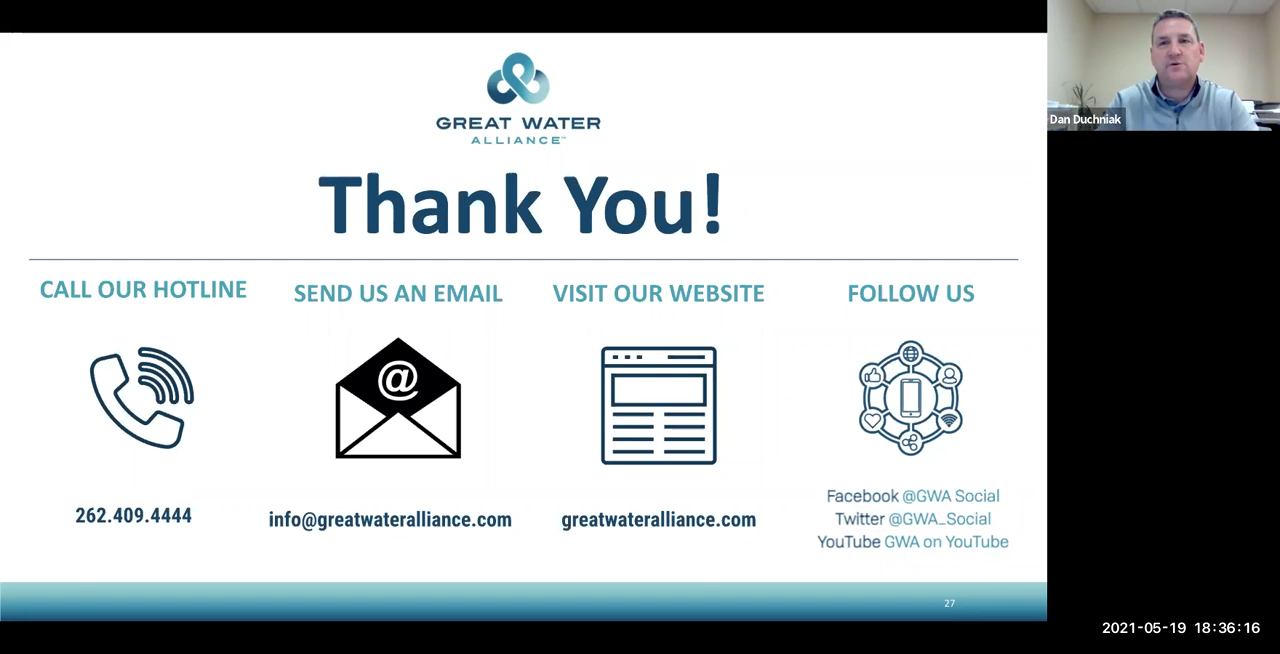 GREAT WATER
ALLIANCE™
Thank You!
CALL OUR HOTLINE
SEND US AN EMAIL
VISIT OUR WEBSITE
FOLLOW US
@
262.409.4444
info@greatwateralliance.com
greatwateralliance.com
Facebook @GWA Social
Twitter @GWA_Social
YouTube GWA on YouTube
27
Dan Duchniak
2021-05-19 18:36:16